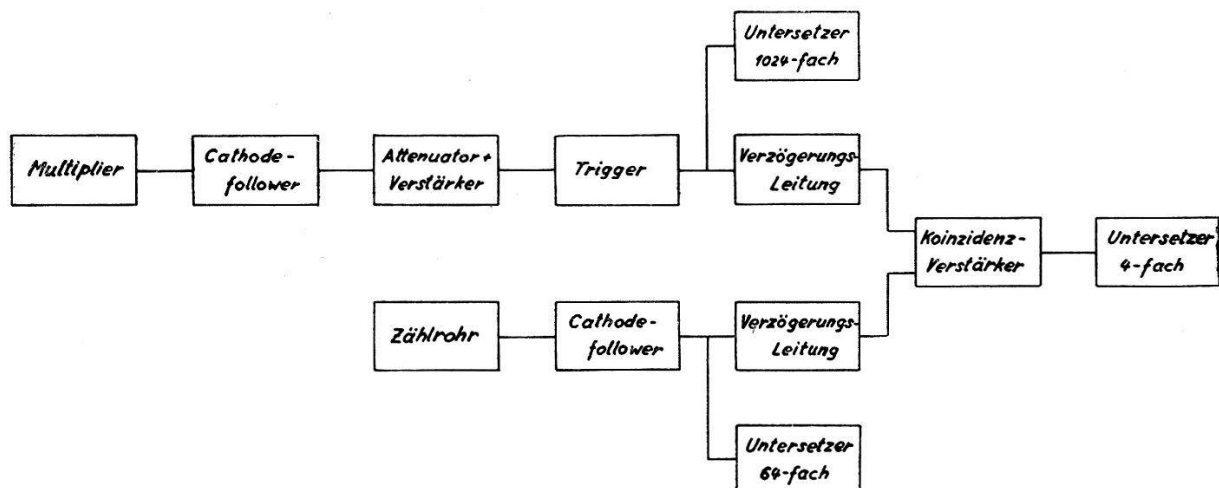 Untersetzer
1024-fach
Multiplier
Cathode-
follower
Attenuator +
Verstärker
Trigger
Verzögerungs-
Leitung
Koinzidenz-
Verstärker
Untersetzer
4-fach
Zählrohr
Cathode-
follower
Verzögerungs-
Leitung
Untersetzer
64-fach